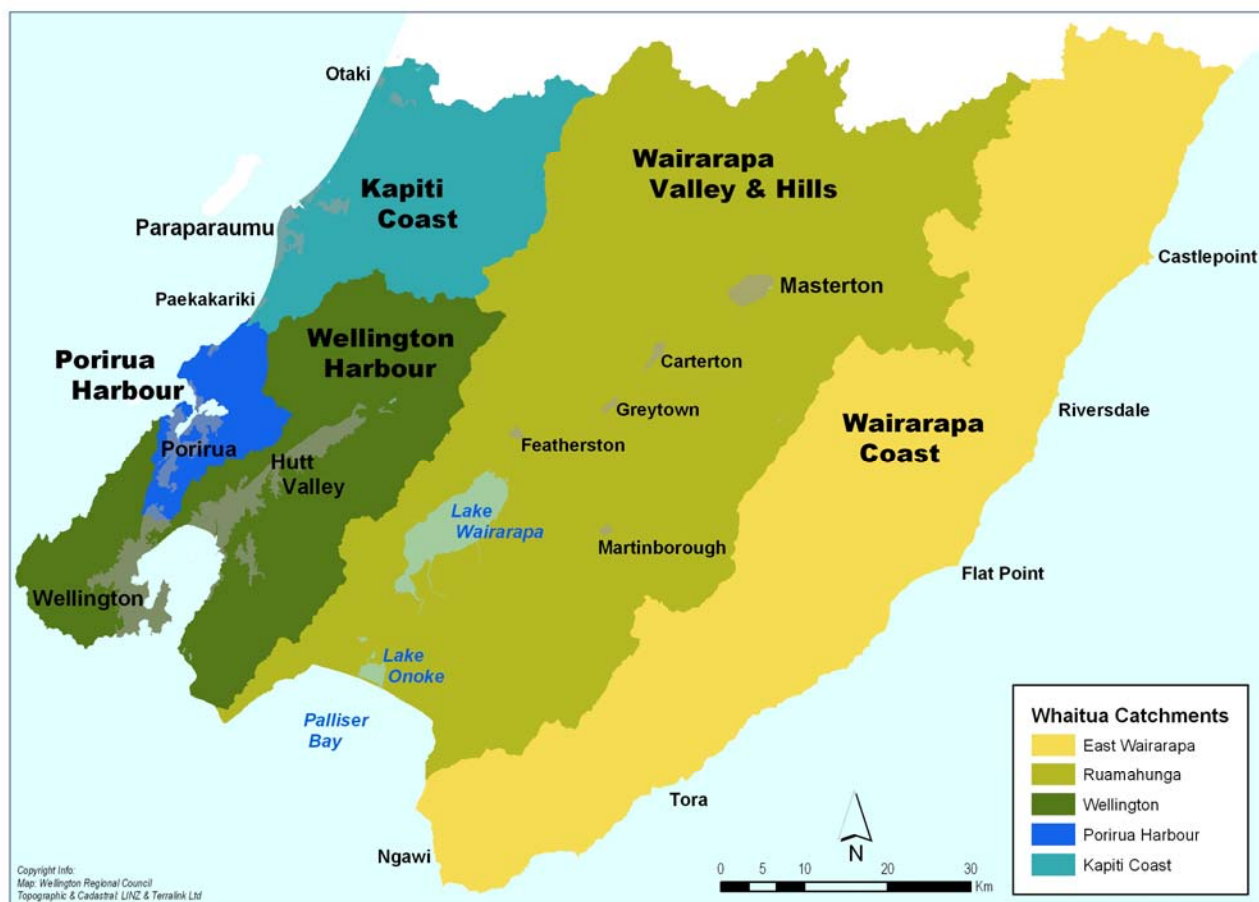 Otaki
Kapiti
Coast
Wairarapa
Valley & Hills
Paraparaumu
Castlepoint
Masterton
Paekakariki
Wellington
Harbour
Porirua
Harbour
Carterton
Greytown
Riversdale
Wairarapa
Coast
Featherston
Porirua
Hutt
Valley
Lake
Wairarapa
Martinborough
Flat Point
Wellington
Lake
Onoke
Palliser
Bay
Tora
Ngawi
N
0 5 10 20 30
Km
Whaitua Catchments
East Wairarapa
Ruamahunga
Wellington
Porirua Harbour
Kapiti Coast
Copyright Info:
Map: Wellington Regional Council
Topographic & Cadastral: LINZ & Terralink Ltd